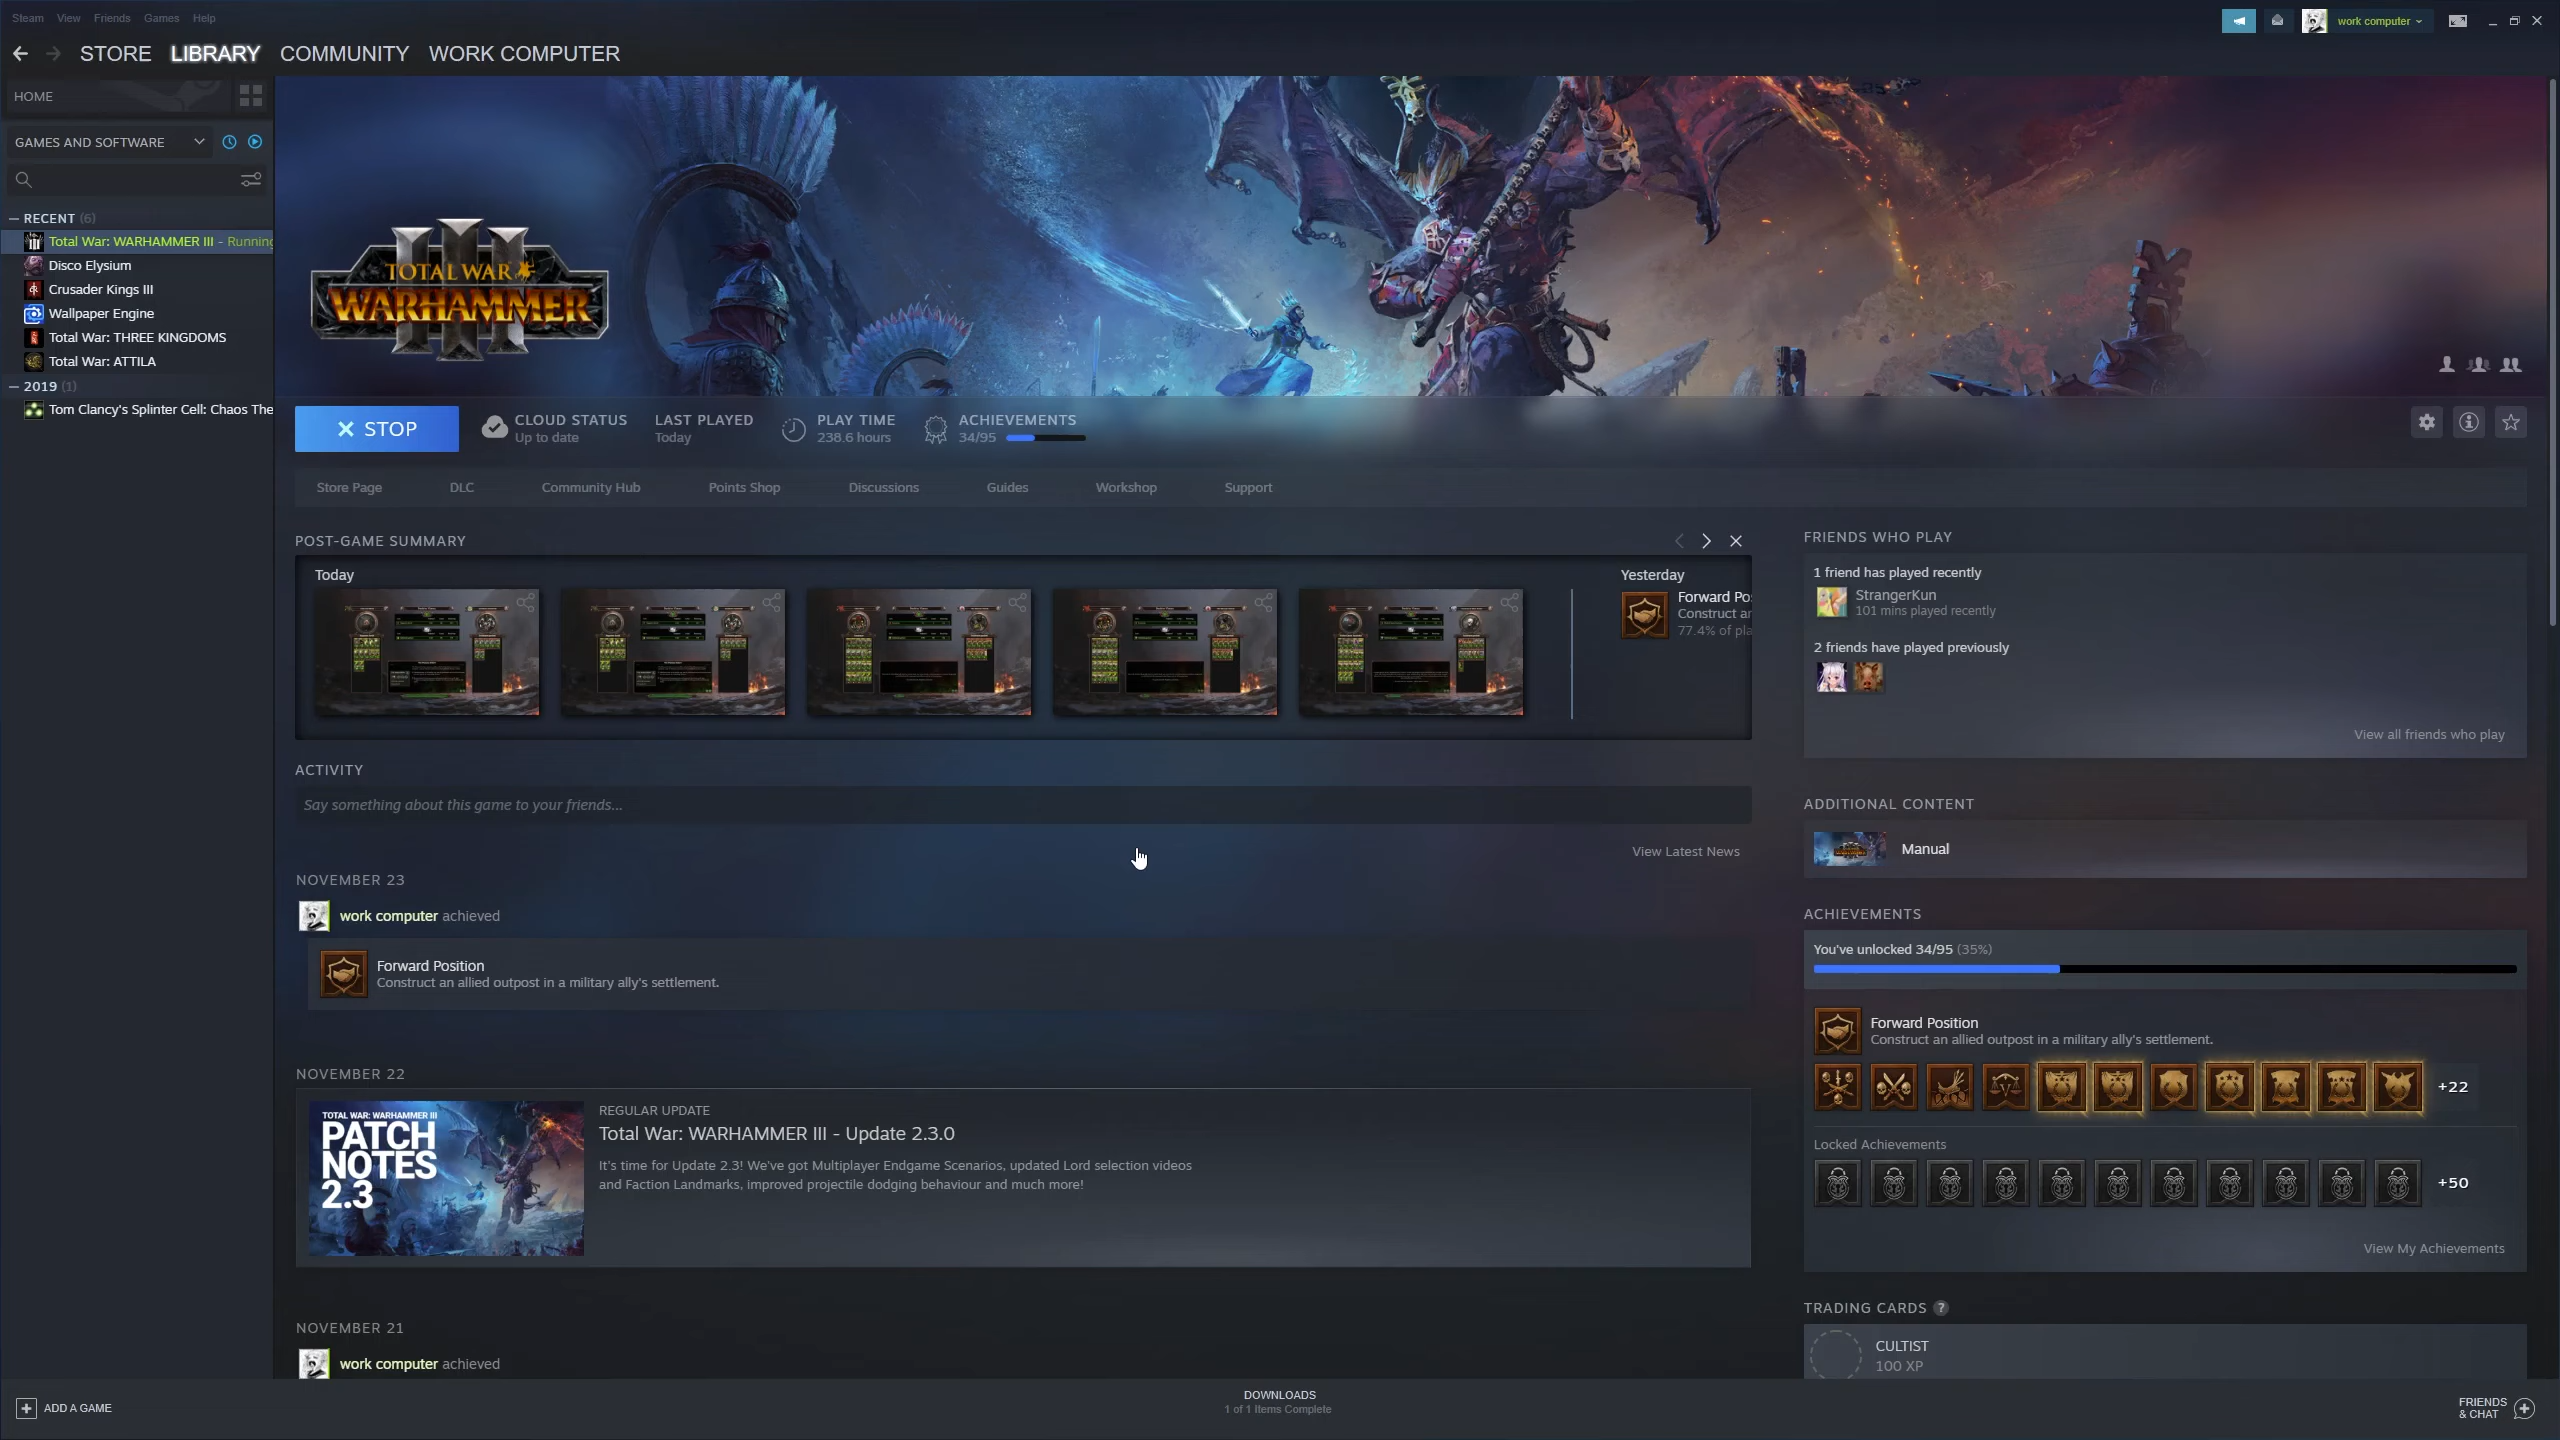 Steam View Friends Games Help
work computer
STORE LIBRARY COMMUNITY WORK COMPUTER
HOME
GAMES AND SOFTWARE
— RECENT (6)
Total War: WARHAMMER III - Running
Disco Elysium
Crusader Kings III
Wallpaper Engine
Total War: THREE KINGDOMS
Total War: ATTILA
— 2019 (1)
Tom Clancy's Splinter Cell: Chaos The
TOTAL WAR
WARHAMMER
III
STOP
CLOUD STATUS
Up to date
LAST PLAYED
Today
PLAY TIME
238.6 hours
ACHIEVEMENTS
34/95
Store Page DLC Community Hub Points Shop Discussions Guides Workshop Support
POST-GAME SUMMARY
Today
Yesterday
Forward Po
Construct ar
77.4% of pla
ACTIVITY
Say something about this game to your friends...
View Latest News
NOVEMBER 23
work computer achieved
Forward Position
Construct an allied outpost in a military ally's settlement.
NOVEMBER 22
TOTAL WAR: WARHAMMER III
PATCH
NOTES
2.3
REGULAR UPDATE
Total War: WARHAMMER III - Update 2.3.0
It's time for Update 2.3! We've got Multiplayer Endgame Scenarios, updated Lord selection videos
and Faction Landmarks, improved projectile dodging behaviour and much more!
NOVEMBER 21
work computer achieved
FRIENDS WHO PLAY
1 friend has played recently
StrangerKun
101 mins played recently
2 friends have played previously
View all friends who play
ADDITIONAL CONTENT
Manual
ACHIEVEMENTS
You've unlocked 34/95 (35%)
Forward Position
Construct an allied outpost in a military ally's settlement.
+22
Locked Achievements
+50
View My Achievements
TRADING CARDS ?
CULTIST
100 XP
ADD A GAME
DOWNLOADS
1 of 1 Items Complete
FRIENDS
& CHAT